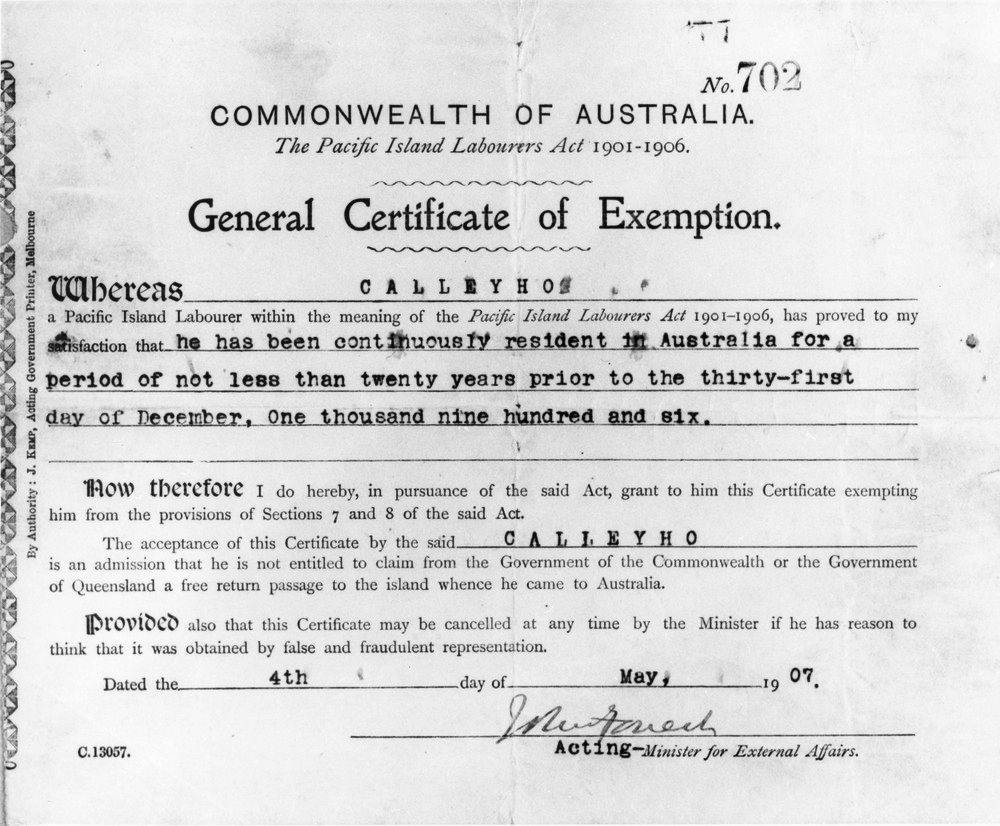 No. 702
COMMONWEALTH OF AUSTRALIA.
The Pacific Island Labourers Act 1901-1906.
General Certificate of Exemption.
Whereas CALLEYHO
a Pacific Island Labourer within the meaning of the Pacific Island Labourers Act 1901-1906, has proved to my
satisfaction that he has been continuously resident in Australia for a
period of not less than twenty years prior to the thirty-first
day of December, One thousand nine hundred and six.
Now therefore I do hereby, in pursuance of the said Act, grant to him this Certificate exempting
him from the provisions of Sections 7 and 8 of the said Act.
The acceptance of this Certificate by the said CALLEYHO
is an admission that he is not entitled to claim from the Government of the Commonwealth or the Government
of Queensland a free return passage to the island whence he came to Australia.
Provided also that this Certificate may be cancelled at any time by the Minister if he has reason to
think that it was obtained by false and fraudulent representation.
Dated the 4th day of May, 1907.
John Forrest
Acting-Minister for External Affairs.
C.13057.
By Authority: J. KEMP, Acting Government Printer, Melbourne